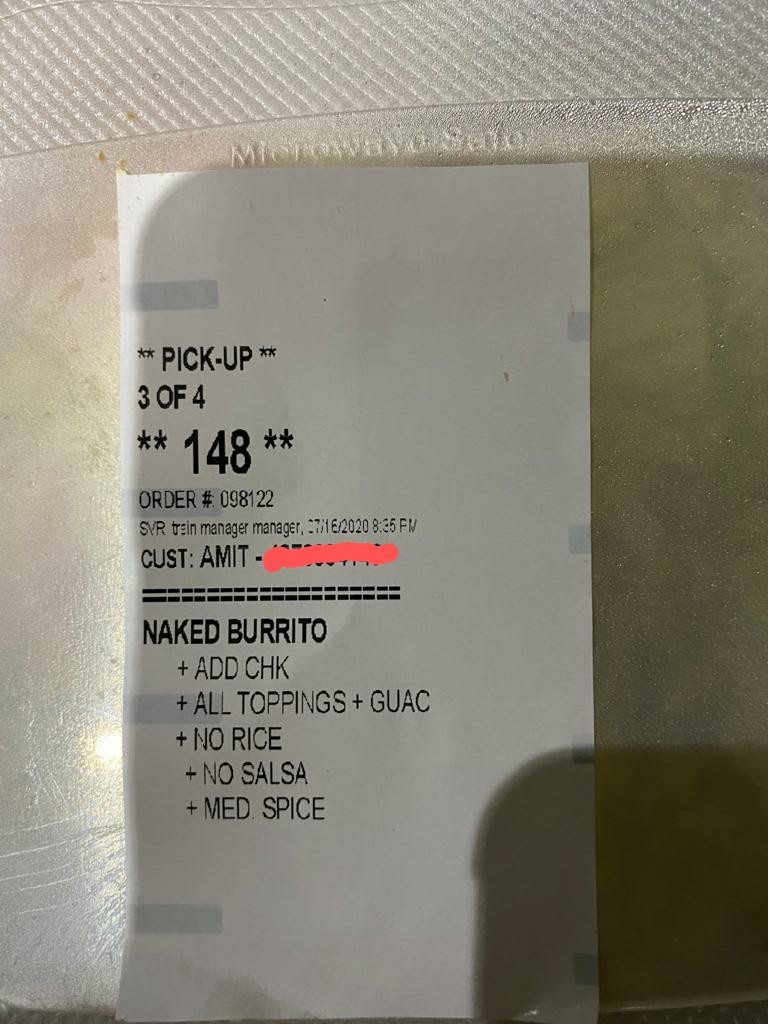 Microwave Safe
** PICK-UP **
3 OF 4
** 148 **
ORDER #: 098122
SVR train manager manager, 07/16/2020 8:35 PM
CUST: AMIT -
====================
NAKED BURRITO
+ ADD CHK
+ ALL TOPPINGS + GUAC
+ NO RICE
+ NO SALSA
+ MED. SPICE